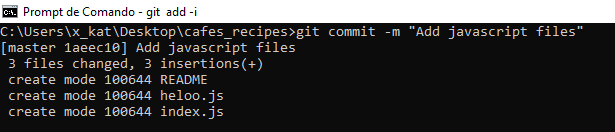 Prompt de Comando - git  add -i
C:\Users\x_kat\Desktop\cafes_recipes>git commit -m "Add javascript files"
[master 1aeec10] Add javascript files
 3 files changed, 3 insertions(+)
 create mode 100644 README
 create mode 100644 heloo.js
 create mode 100644 index.js